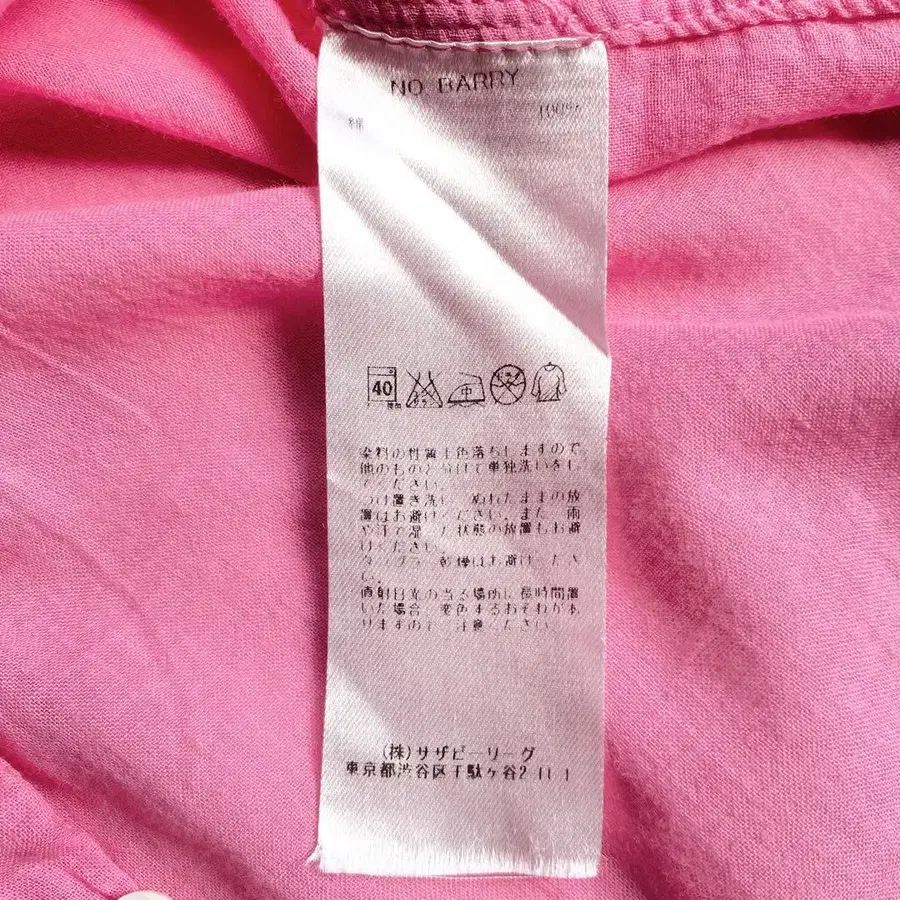 NO BARRY
綿 100%
40
中
染料の性質上色落ちしますので
他のものと分けて単独洗いをし
てください。
つけ置き洗い、ぬれたままの放
置はお避けください。また、雨
や汗で湿った状態の放置もお避
けください。
タンブラー乾燥はお避けくださ
い。
直射日光の当る場所に長時間置
いた場合、変色するおそれがあ
りますのでご注意ください。
(株)サザビーリーグ
東京都渋谷区千駄ヶ谷2-11-1